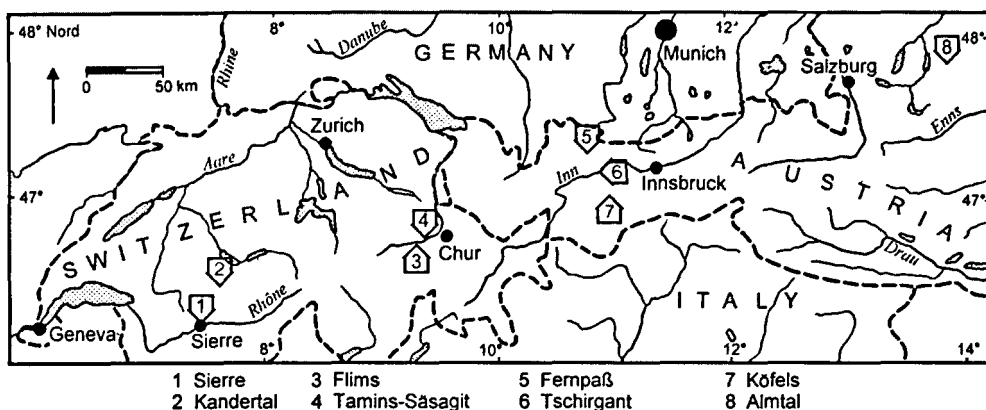 8° 10° 12°
48° Nord
Danube
GERMANY
Munich
8
48°
Rhine
0 50 km
Salzburg
Zurich
5
Enns
Aare
Inn
6
Innsbruck
AUSTRIA
47°
47°
SWITZERLAND
4
7
Chur
3
Drau
2
ITALY
1
Rhône
Geneva
Sierre
8° 10° 12° 14°
1 Sierre 3 Flims 5 Fernpaß 7 Köfels
2 Kandertal 4 Tamins-Säsagit 6 Tschirgant 8 Almtal